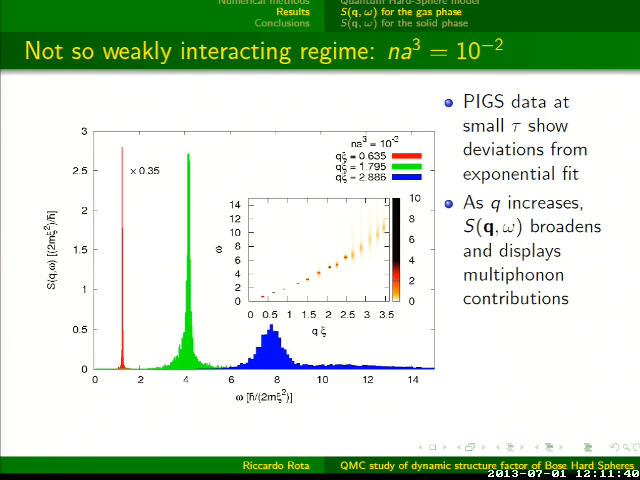 Numerical methods
Results
Conclusions
Quantum Hard-Sphere model
S(q, ω) for the gas phase
S(q, ω) for the solid phase
Not so weakly interacting regime: na³ = 10⁻²
PIGS data at
small τ show
deviations from
exponential fit
As q increases,
S(q, ω) broadens
and displays
multiphonon
contributions
S(q,ω) [(2mξ²)/ħ]
3
2.5
2
1.5
1
0.5
0
x 0.35
na³ = 10⁻²
qξ = 0.635
qξ = 1.795
qξ = 2.886
ω
14
12
10
8
6
4
2
0
0 0.5 1 1.5 2 2.5 3 3.5
q ξ
10
8
6
4
2
0
0 2 4 6 8 10 12 14
ω [ħ/(2mξ²)]
Riccardo Rota
QMC study of dynamic structure factor of Bose Hard Spheres
2013-07-01 12:11:40